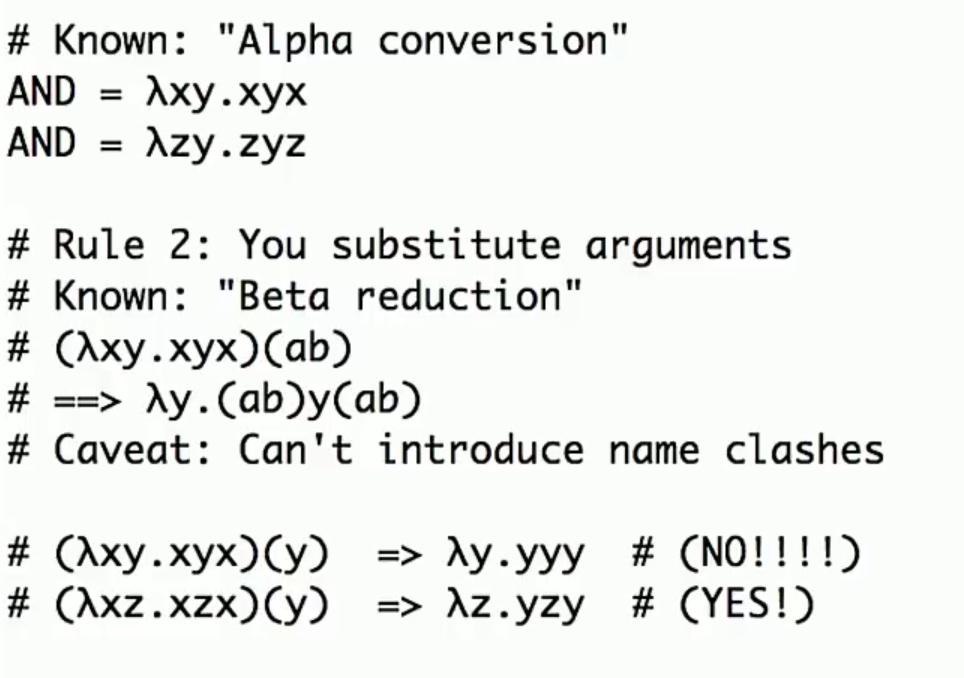 # Known: "Alpha conversion"
AND = λxy.xyx
AND = λzy.zyz
# Rule 2: You substitute arguments
# Known: "Beta reduction"
# (λxy.xyx)(ab)
# ==> λy.(ab)y(ab)
# Caveat: Can't introduce name clashes
# (λxy.xyx)(y)  => λy.yyy  # (NO!!!!)
# (λxz.xzx)(y)  => λz.yzy  # (YES!)